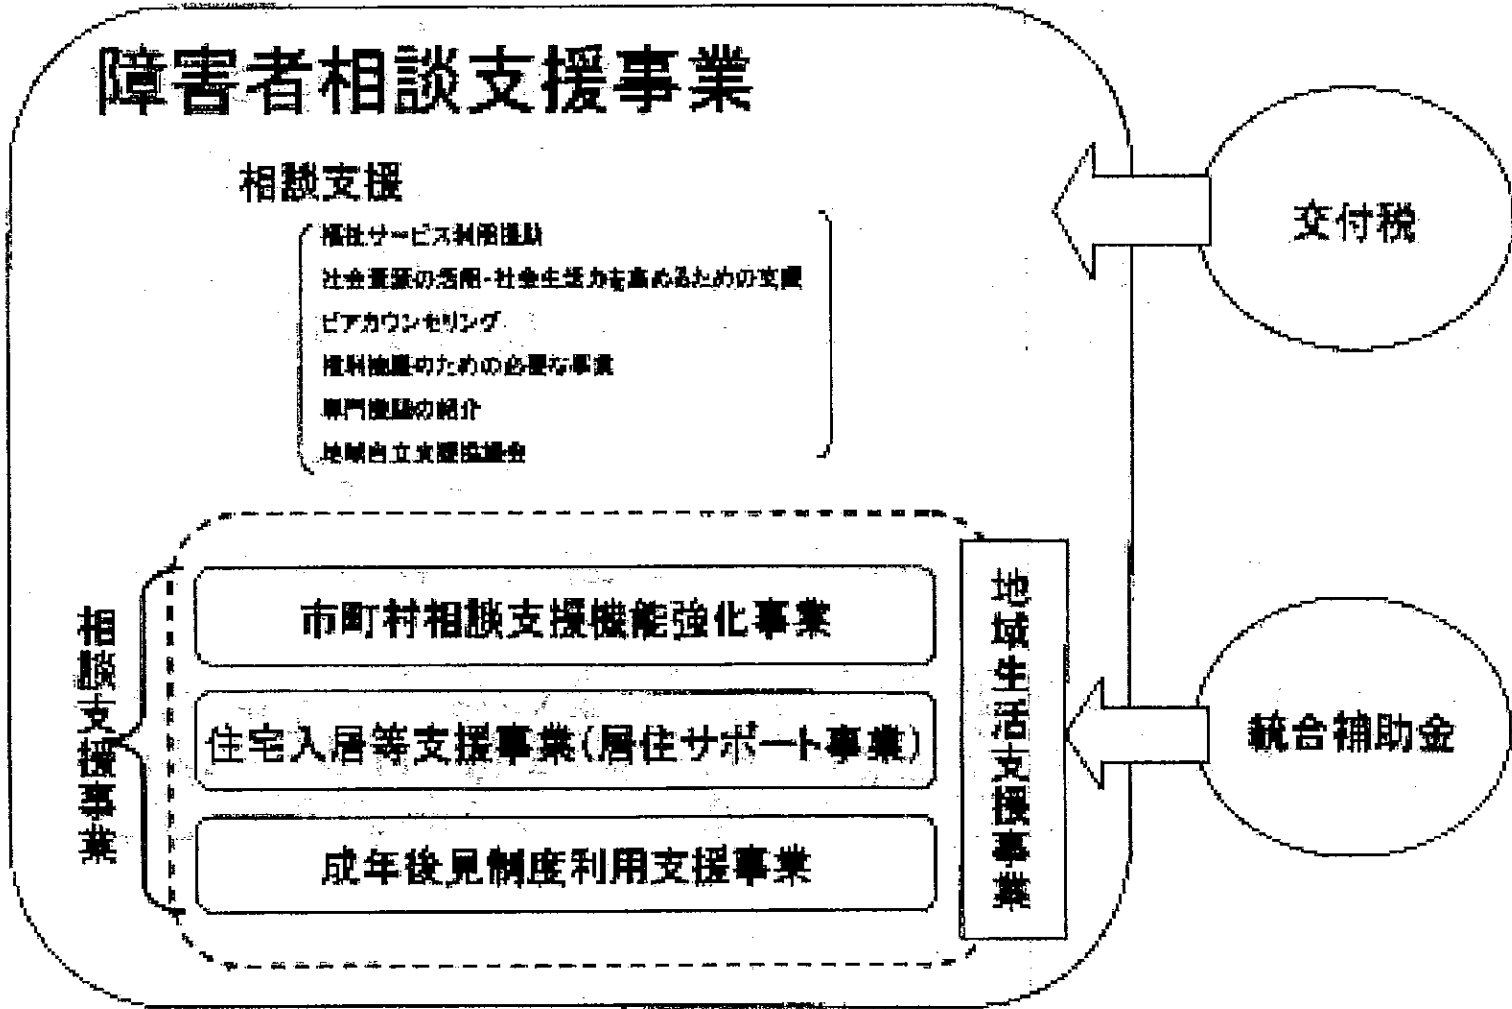 障害者相談支援事業
相談支援
福祉サービス利用援助
社会資源の活用・社会生活力を高めるための支援
ピアカウンセリング
権利擁護のための必要な事業
専門機関の紹介
地域自立支援協議会
交付税
相談支援事業
市町村相談支援機能強化事業
住宅入居等支援事業(居住サポート事業)
成年後見制度利用支援事業
地域生活支援事業
統合補助金